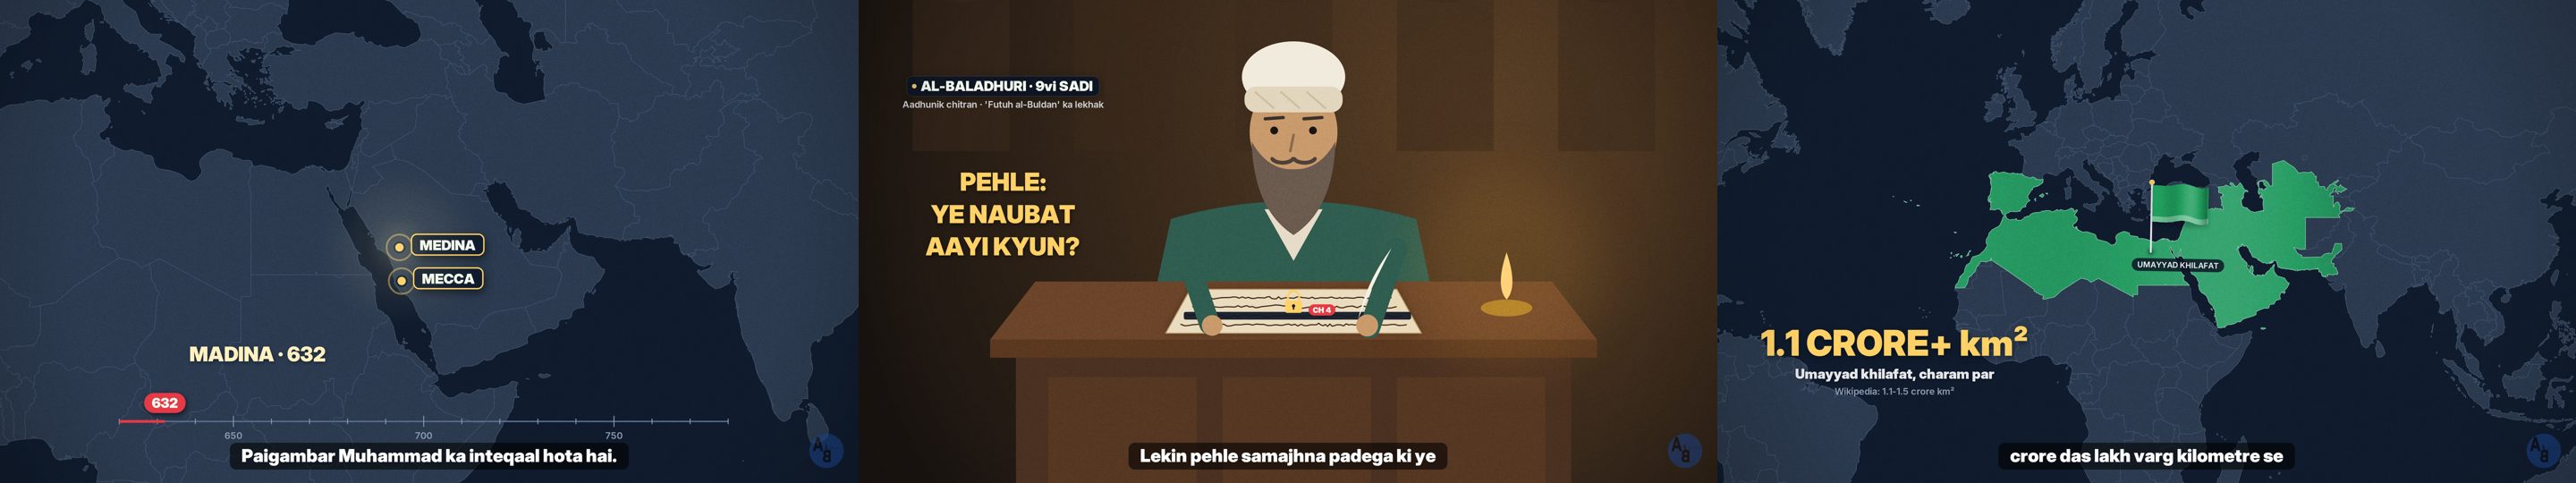 MEDINA
MECCA
MADINA · 632
632
650
700
750
Paigambar Muhammad ka inteqaal hota hai.
AB
• AL-BALADHURI · 9vi SADI
Aadhunik chitran · 'Futuh al-Buldan' ka lekhak
PEHLE:
YE NAUBAT
AAYI KYUN?
CH 4
Lekin pehle samajhna padega ki ye
AB
UMAYYAD KHILAFAT
1.1 CRORE+ km²
Umayyad khilafat, charam par
Wikipedia: 1.1-1.5 crore km²
crore das lakh varg kilometre se
AB